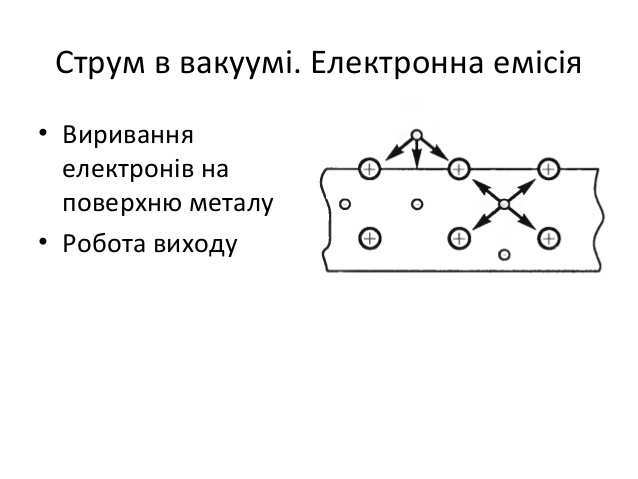 Струм в вакуумі. Електронна емісія
• Виривання
електронів на
поверхню металу
• Робота виходу